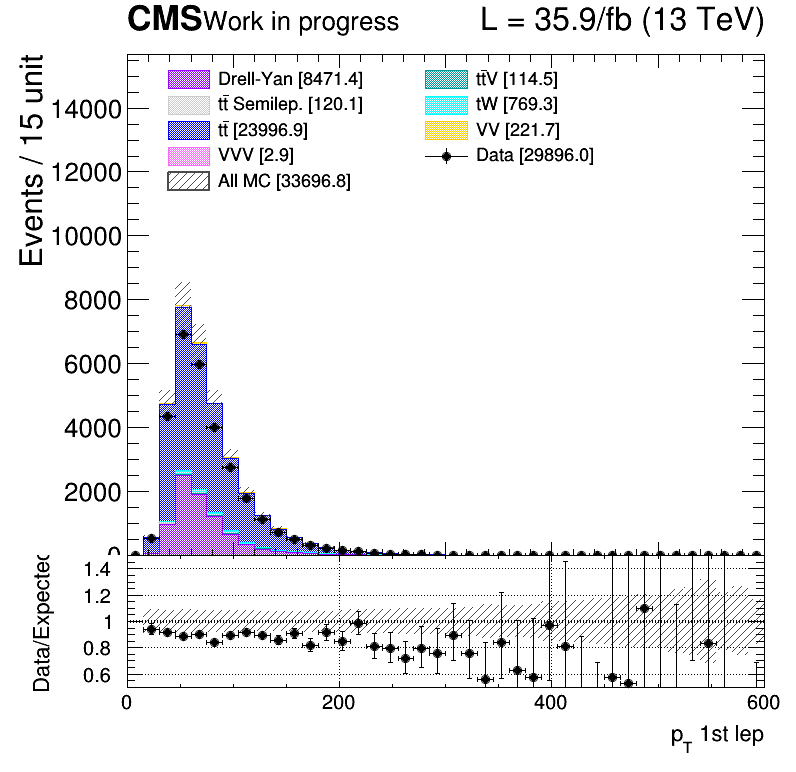 CMS Work in progress L = 35.9/fb (13 TeV)
Events / 15 unit
14000
12000
10000
8000
6000
4000
2000
0
Drell-Yan [8471.4]
tt̄ Semilep. [120.1]
tt̄ [23996.9]
VVV [2.9]
All MC [33696.8]
tt̄V [114.5]
tW [769.3]
VV [221.7]
Data [29896.0]
Data/Expected
1.4
1.2
1
0.8
0.6
0 200 400 600
p_T 1st lep